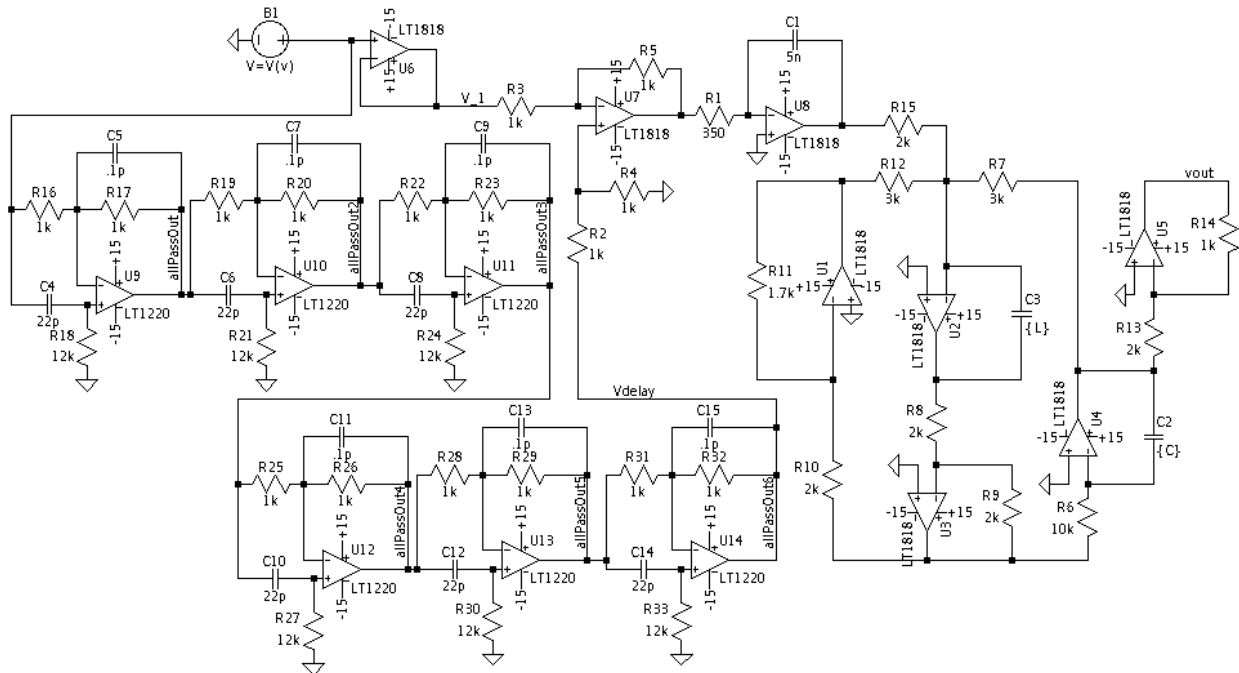 B1
V=V(v)
-15
LT1818
U6
+15
V_1
R3
1k
R5
1k
+15
U7
LT1818
-15
R1
350
C1
5n
+15
U8
LT1818
-15
R15
2k
R12
3k
R7
3k
R4
1k
R2
1k
C5
.1p
R16
1k
R17
1k
allPassOut
+15
U9
LT1220
-15
C4
22p
R18
12k
C7
.1p
R19
1k
R20
1k
allPassOut2
+15
U10
LT1220
-15
C6
22p
R21
12k
C9
.1p
R22
1k
R23
1k
allPassOut3
+15
U11
LT1220
-15
C8
22p
R24
12k
R11
1.7k
U1
LT1818
+15
-15
R10
2k
-15
+15
LT1818
U2
C3
{L}
R8
2k
-15
+15
LT1818
U3
R9
2k
vout
LT1818
U5
-15
+15
R14
1k
R13
2k
LT1818
U4
-15
+15
C2
{C}
R6
10k
Vdelay
C11
.1p
R25
1k
R26
1k
allPassOut4
+15
U12
LT1220
-15
C10
22p
R27
12k
C13
.1p
R28
1k
R29
1k
allPassOut5
+15
U13
LT1220
-15
C12
22p
R30
12k
C15
.1p
R31
1k
R32
1k
allPassOut6
+15
U14
LT1220
-15
C14
22p
R33
12k